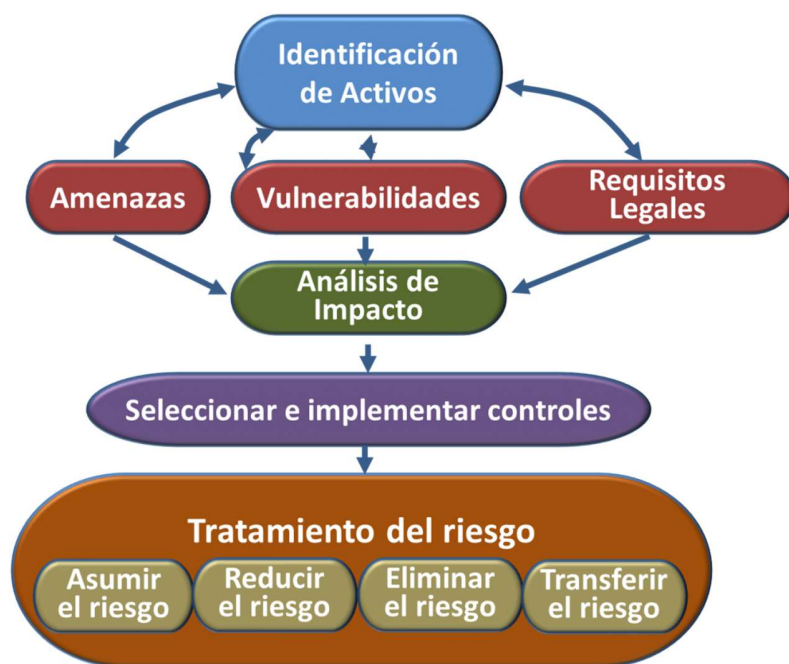 Identificación
de Activos
Amenazas
Vulnerabilidades
Requisitos
Legales
Análisis de
Impacto
Seleccionar e implementar controles
Tratamiento del riesgo
Asumir
el riesgo
Reducir
el riesgo
Eliminar
el riesgo
Transferir
el riesgo